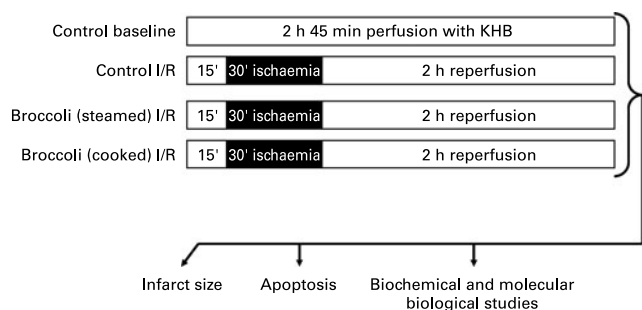 Control baseline 2 h 45 min perfusion with KHB
Control I/R 15' 30' ischaemia 2 h reperfusion
Broccoli (steamed) I/R 15' 30' ischaemia 2 h reperfusion
Broccoli (cooked) I/R 15' 30' ischaemia 2 h reperfusion
Infarct size Apoptosis Biochemical and molecular
biological studies